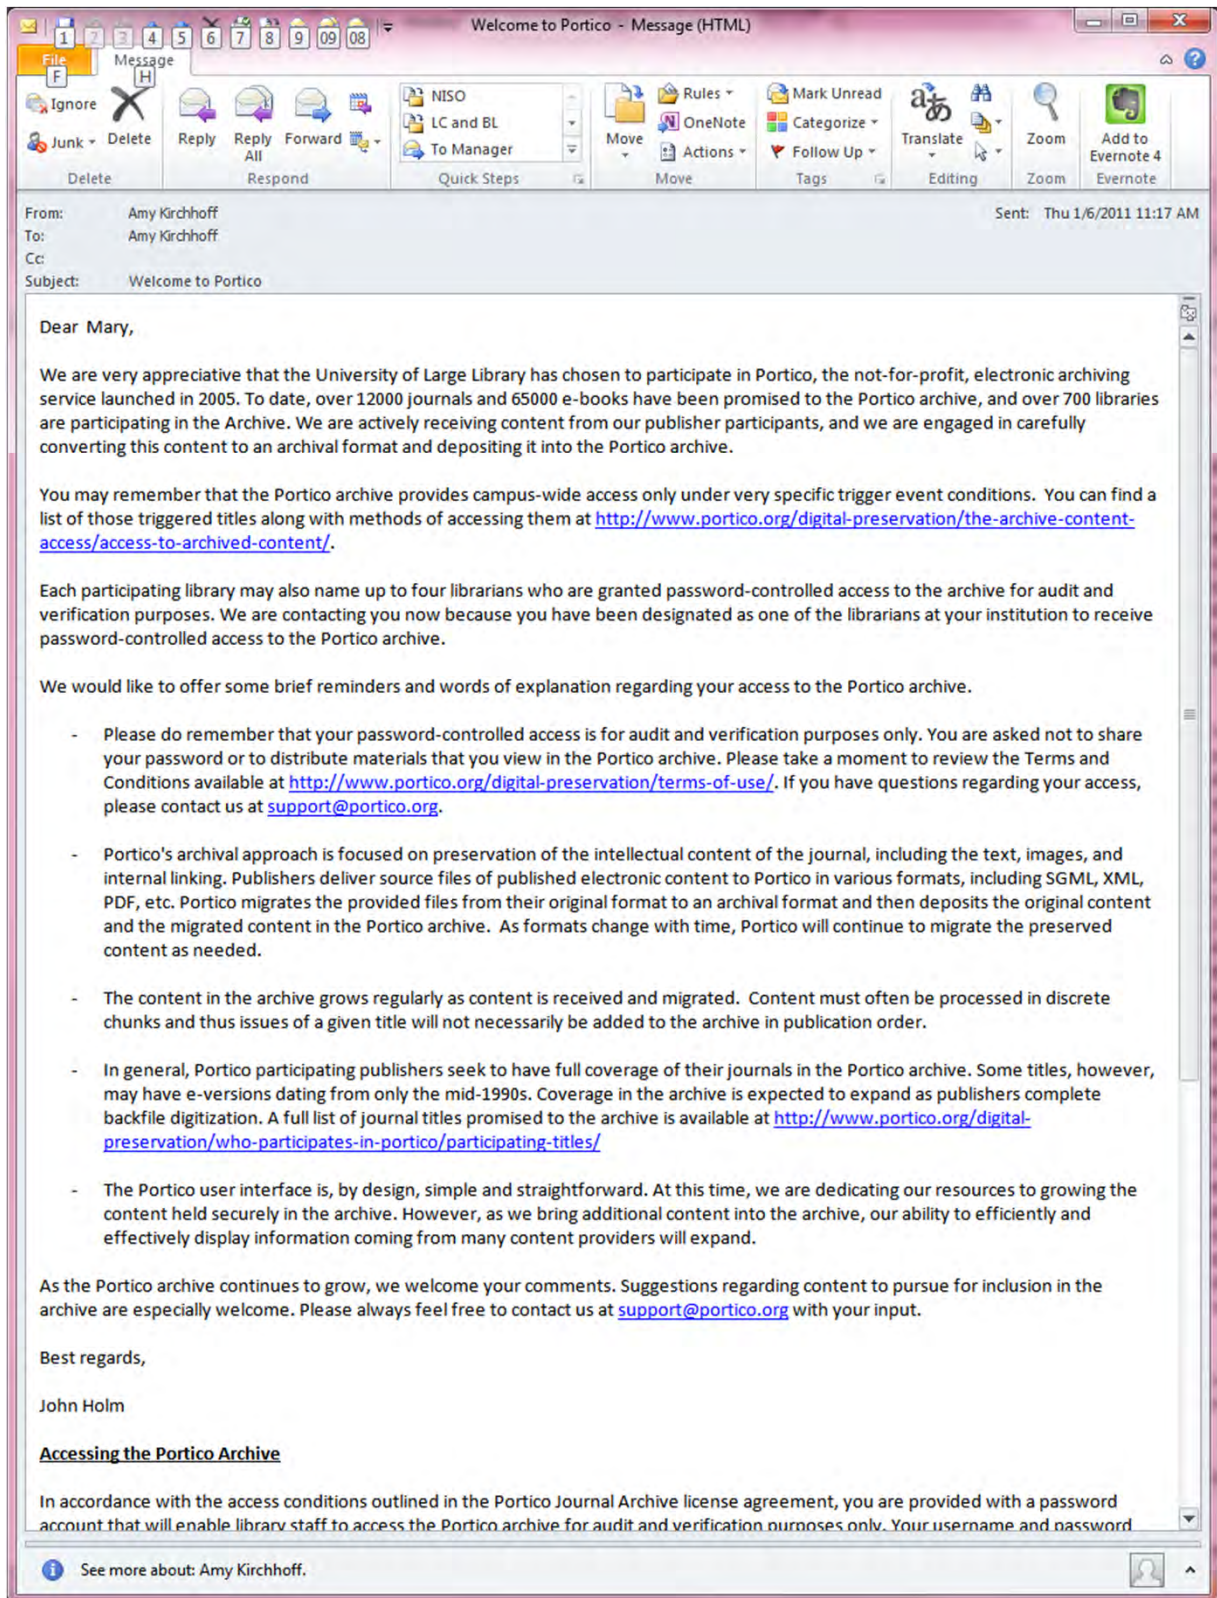 Welcome to Portico - Message (HTML)
1 2 3 4 5 6 7 8 9 09 08
File Message
F H
Ignore
Junk
Delete
Reply
Reply All
Forward
NISO
LC and BL
To Manager
Move
Rules
OneNote
Actions
Mark Unread
Categorize
Follow Up
Translate
Zoom
Add to Evernote 4
Delete Respond Quick Steps Move Tags Editing Zoom Evernote
From: Amy Kirchhoff Sent: Thu 1/6/2011 11:17 AM
To: Amy Kirchhoff
Cc:
Subject: Welcome to Portico
Dear Mary,
We are very appreciative that the University of Large Library has chosen to participate in Portico, the not-for-profit, electronic archiving
service launched in 2005. To date, over 12000 journals and 65000 e-books have been promised to the Portico archive, and over 700 libraries
are participating in the Archive. We are actively receiving content from our publisher participants, and we are engaged in carefully
converting this content to an archival format and depositing it into the Portico archive.
You may remember that the Portico archive provides campus-wide access only under very specific trigger event conditions. You can find a
list of those triggered titles along with methods of accessing them at http://www.portico.org/digital-preservation/the-archive-content-
access/access-to-archived-content/.
Each participating library may also name up to four librarians who are granted password-controlled access to the archive for audit and
verification purposes. We are contacting you now because you have been designated as one of the librarians at your institution to receive
password-controlled access to the Portico archive.
We would like to offer some brief reminders and words of explanation regarding your access to the Portico archive.
- Please do remember that your password-controlled access is for audit and verification purposes only. You are asked not to share
your password or to distribute materials that you view in the Portico archive. Please take a moment to review the Terms and
Conditions available at http://www.portico.org/digital-preservation/terms-of-use/. If you have questions regarding your access,
please contact us at support@portico.org.
- Portico's archival approach is focused on preservation of the intellectual content of the journal, including the text, images, and
internal linking. Publishers deliver source files of published electronic content to Portico in various formats, including SGML, XML,
PDF, etc. Portico migrates the provided files from their original format to an archival format and then deposits the original content
and the migrated content in the Portico archive. As formats change with time, Portico will continue to migrate the preserved
content as needed.
- The content in the archive grows regularly as content is received and migrated. Content must often be processed in discrete
chunks and thus issues of a given title will not necessarily be added to the archive in publication order.
- In general, Portico participating publishers seek to have full coverage of their journals in the Portico archive. Some titles, however,
may have e-versions dating from only the mid-1990s. Coverage in the archive is expected to expand as publishers complete
backfile digitization. A full list of journal titles promised to the archive is available at http://www.portico.org/digital-
preservation/who-participates-in-portico/participating-titles/
- The Portico user interface is, by design, simple and straightforward. At this time, we are dedicating our resources to growing the
content held securely in the archive. However, as we bring additional content into the archive, our ability to efficiently and
effectively display information coming from many content providers will expand.
As the Portico archive continues to grow, we welcome your comments. Suggestions regarding content to pursue for inclusion in the
archive are especially welcome. Please always feel free to contact us at support@portico.org with your input.
Best regards,
John Holm
Accessing the Portico Archive
In accordance with the access conditions outlined in the Portico Journal Archive license agreement, you are provided with a password
account that will enable library staff to access the Portico archive for audit and verification purposes only. Your username and password
See more about: Amy Kirchhoff.